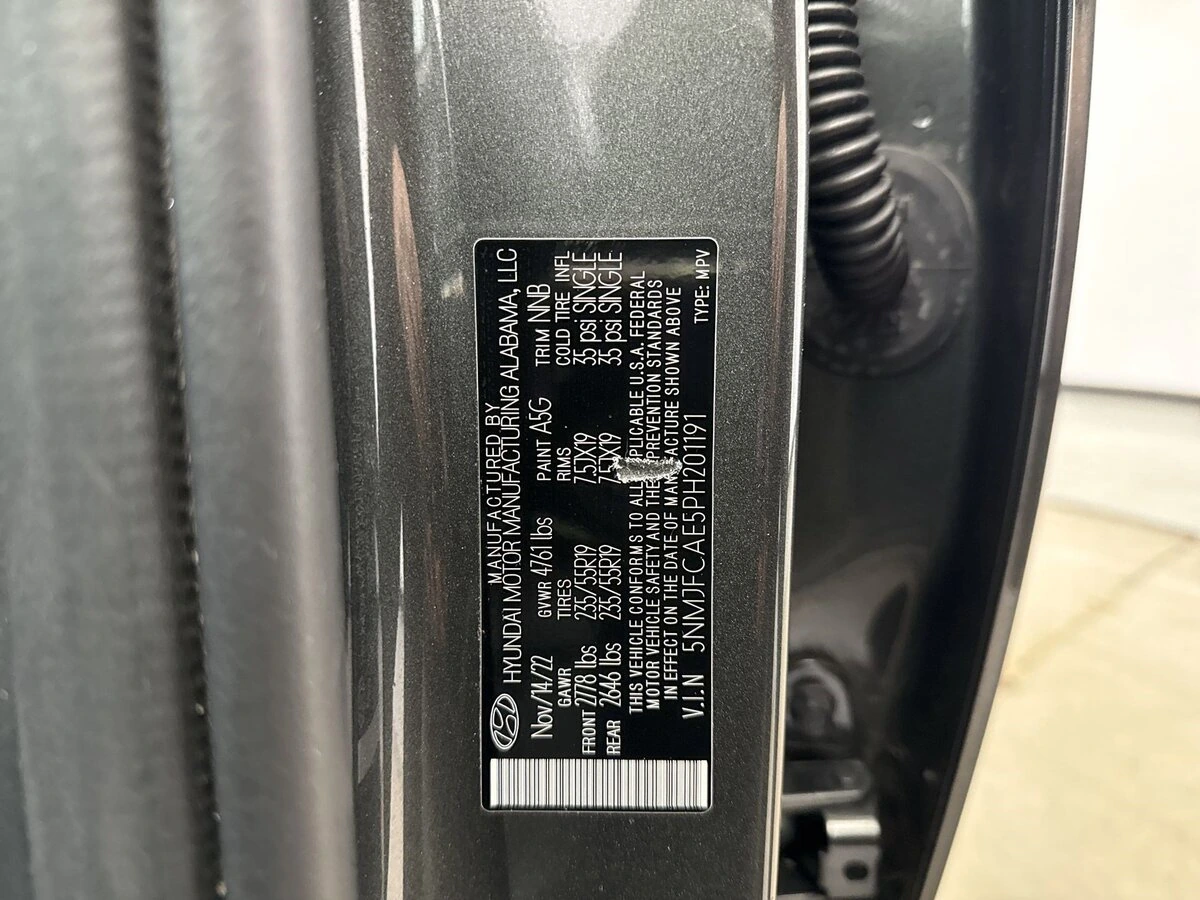 MANUFACTURED BY
HYUNDAI MOTOR MANUFACTURING ALABAMA, LLC
Nov/14/22 GVWR 4761 lbs PAINT A5G TRIM NNB
GAWR TIRES RIMS COLD TIRE INFL
FRONT 2778 lbs 235/55R19 7.5JX19 35 psi SINGLE
REAR 2646 lbs 235/55R19 35 psi SINGLE
THIS VEHICLE CONFORMS TO ALL APPLICABLE U.S.A. FEDERAL
MOTOR VEHICLE SAFETY AND THEFT PREVENTION STANDARDS
IN EFFECT ON THE DATE OF MANUFACTURE SHOWN ABOVE
V.I.N 5NMJFCAE5PH201191 TYPE: MPV